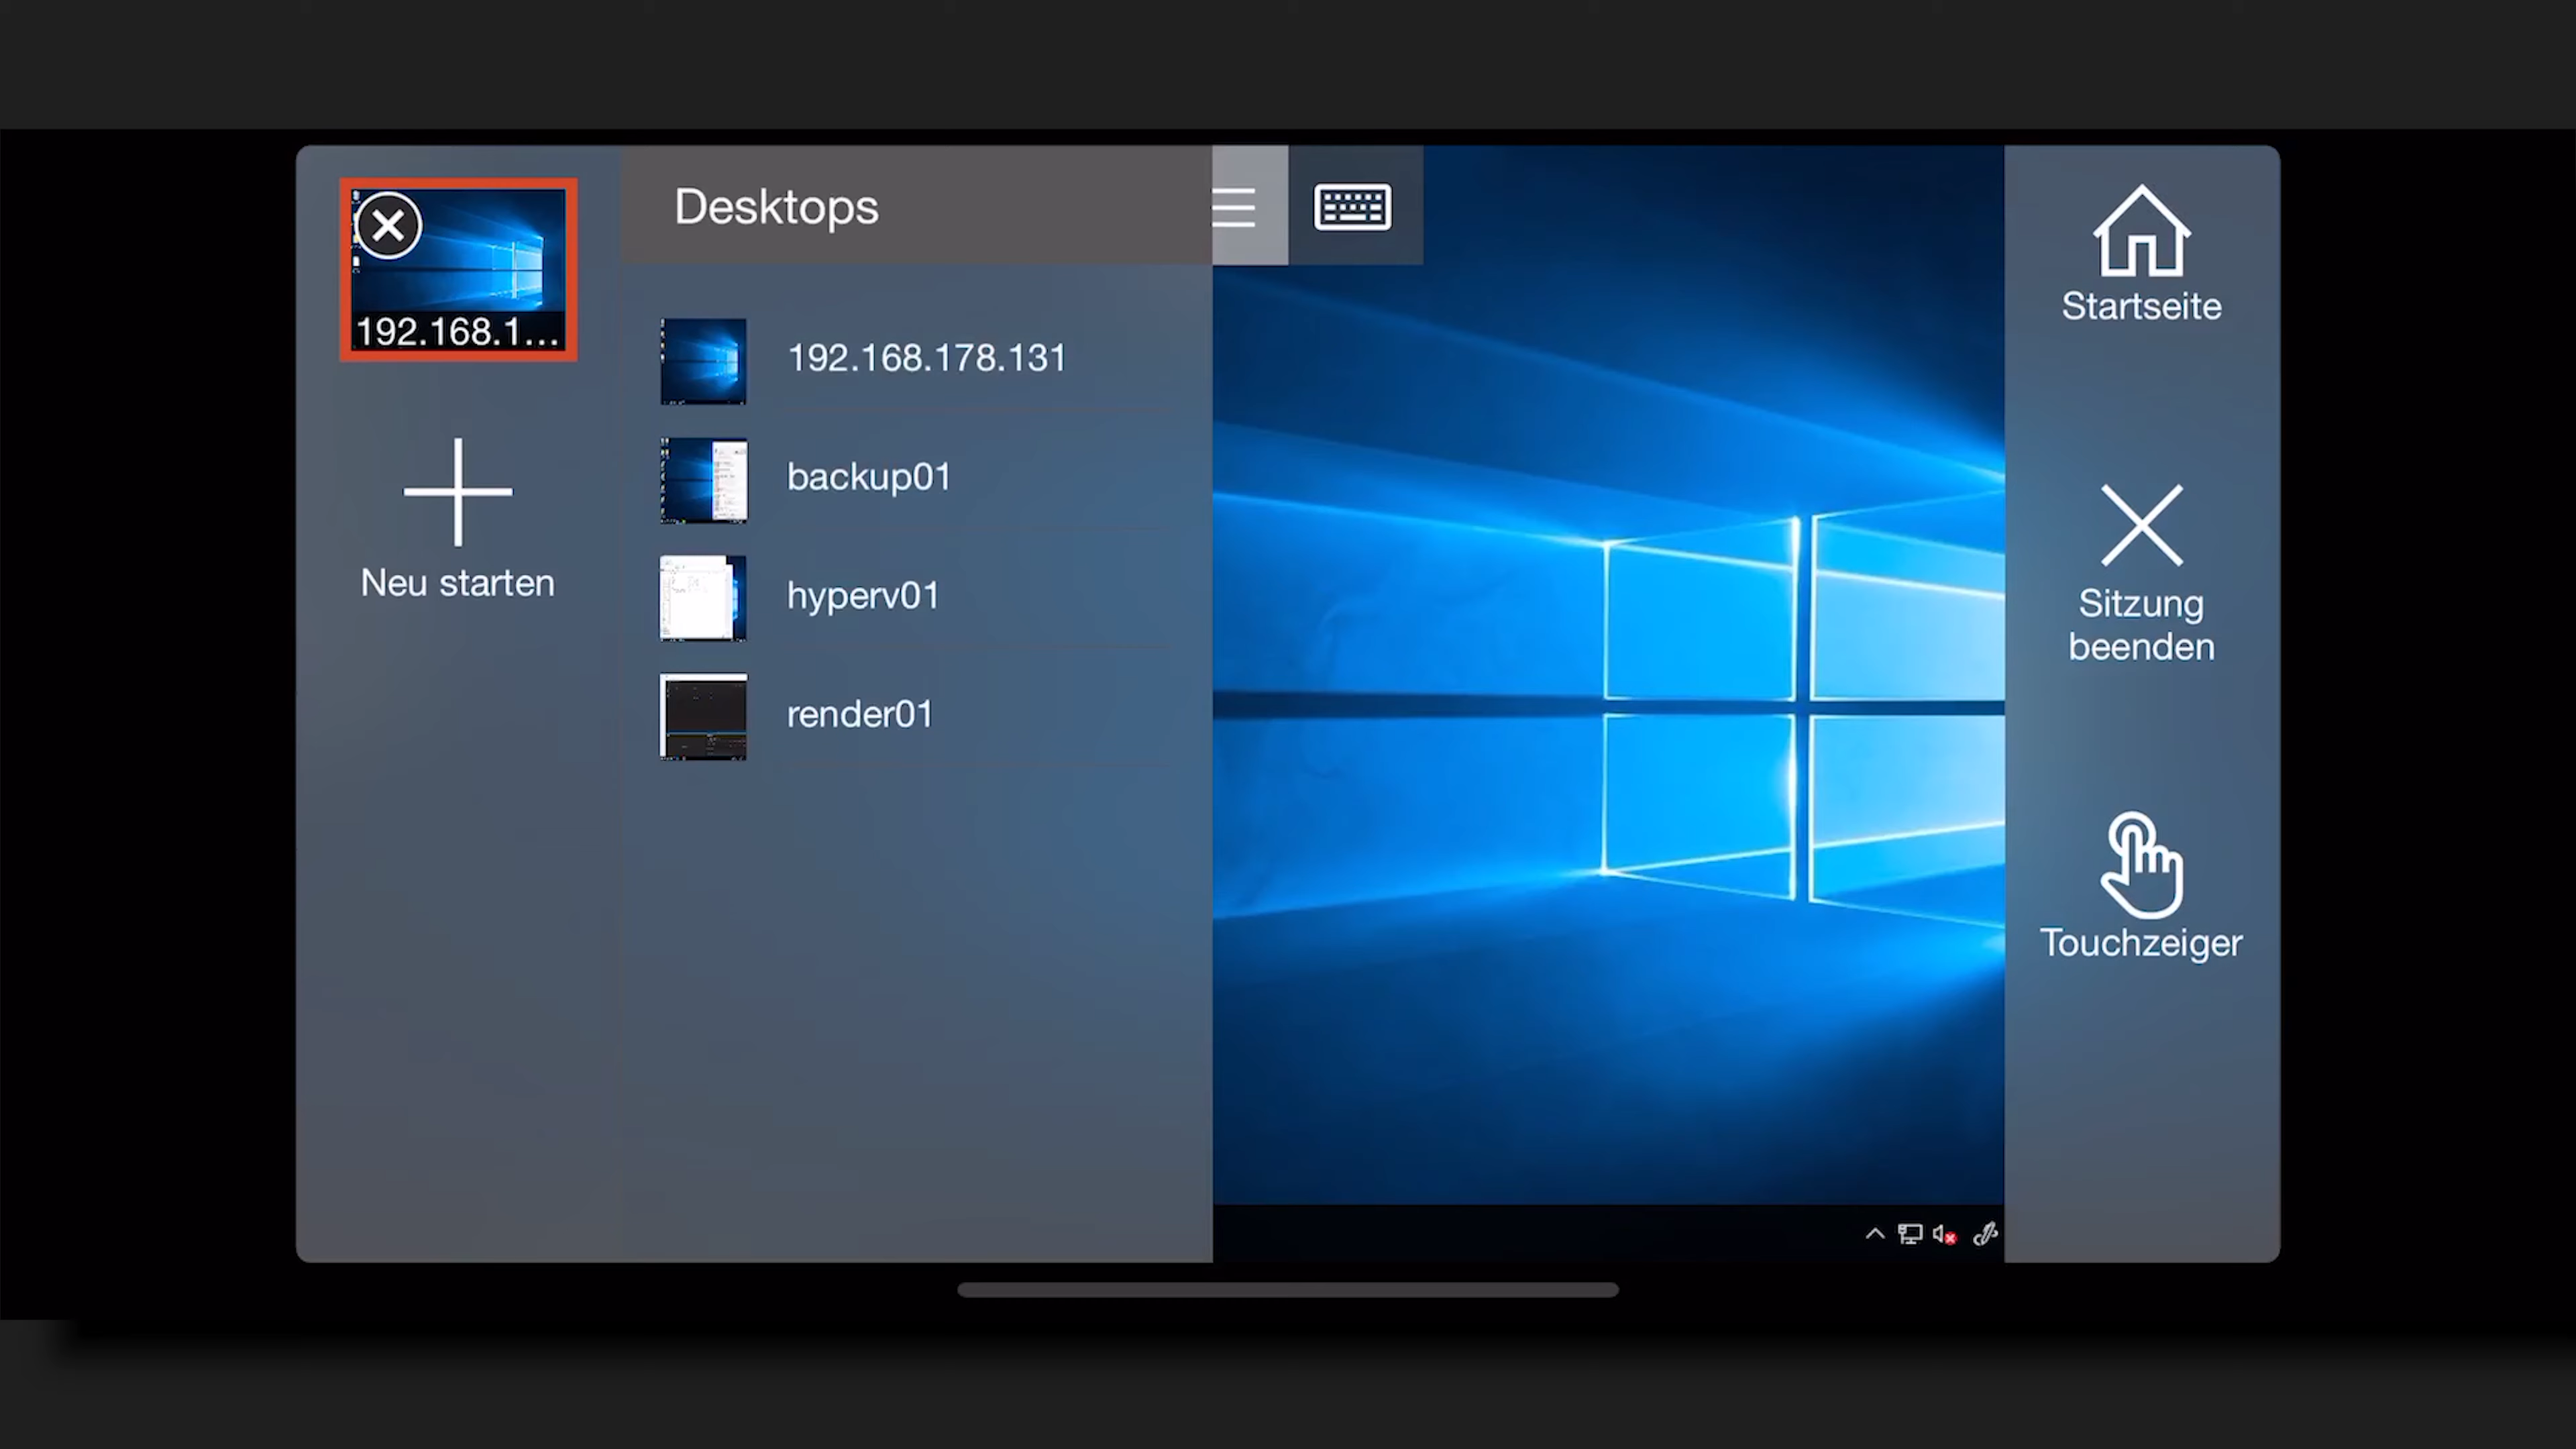 192.168.1...
Neu starten
Desktops
192.168.178.131
backup01
hyperv01
render01
Startseite
Sitzung
beenden
Touchzeiger